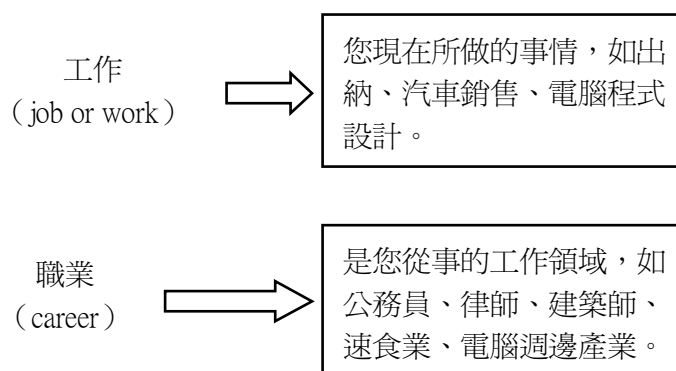 工作
（job or work）
您現在所做的事情，如出
納、汽車銷售、電腦程式
設計。
職業
（career）
是您從事的工作領域，如
公務員、律師、建築師、
速食業、電腦週邊產業。